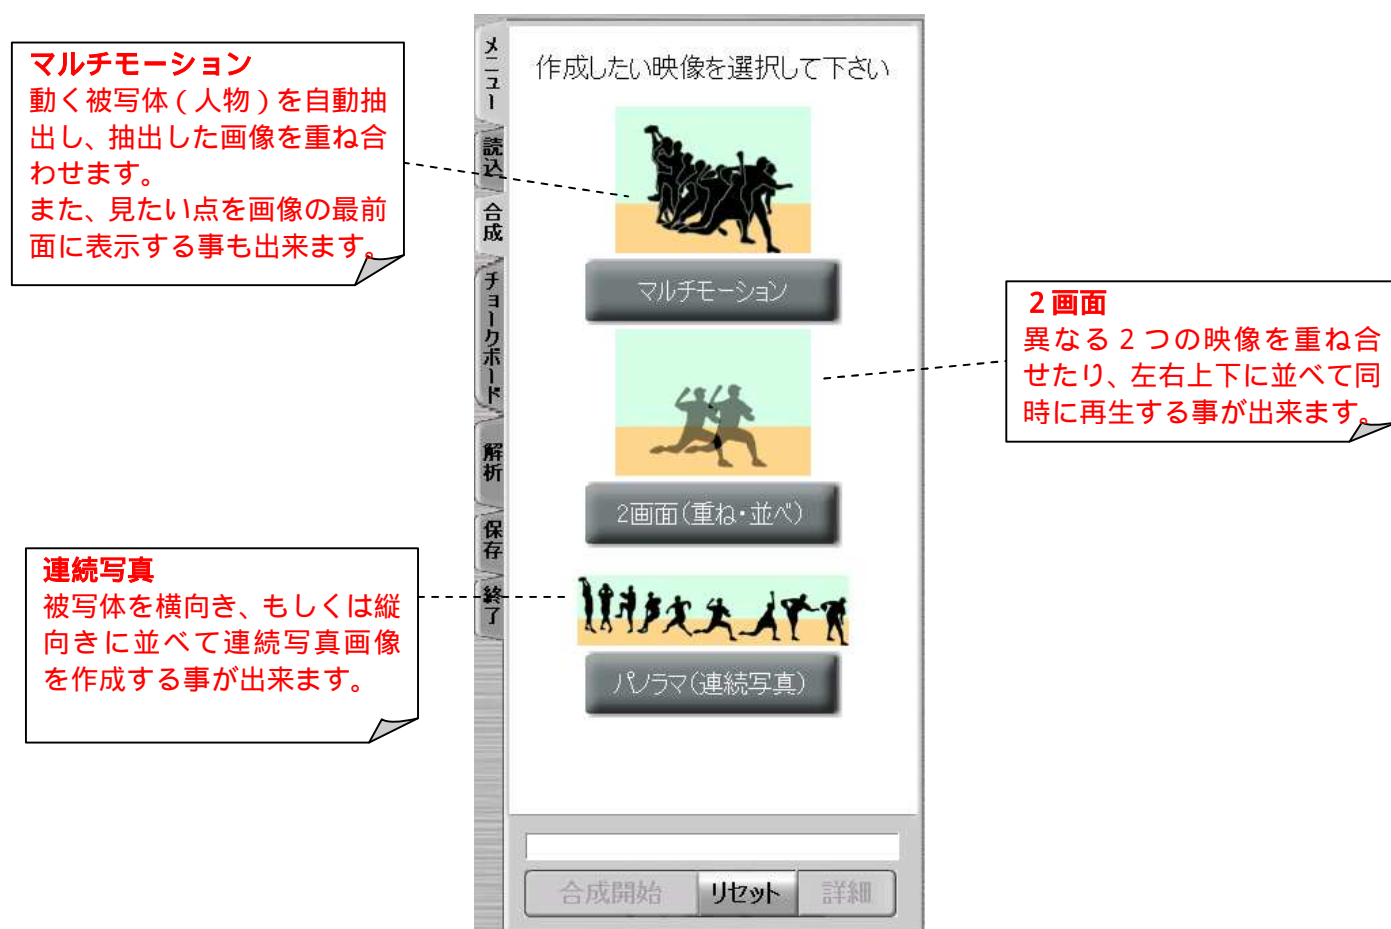 マルチモーション
動く被写体(人物)を自動抽
出し、抽出した画像を重ね合
わせます。
また、見たい点を画像の最前
面に表示する事も出来ます。
メニュー
読込
合成
チョークボード
解析
保存
終了
作成したい映像を選択して下さい
マルチモーション
2画面(重ね・並べ)
パノラマ(連続写真)
合成開始
リセット
詳細
2画面
異なる2つの映像を重ね合
せたり、左右上下に並べて同
時に再生する事が出来ます。
連続写真
被写体を横向き、もしくは縦
向きに並べて連続写真画像
を作成する事が出来ます。